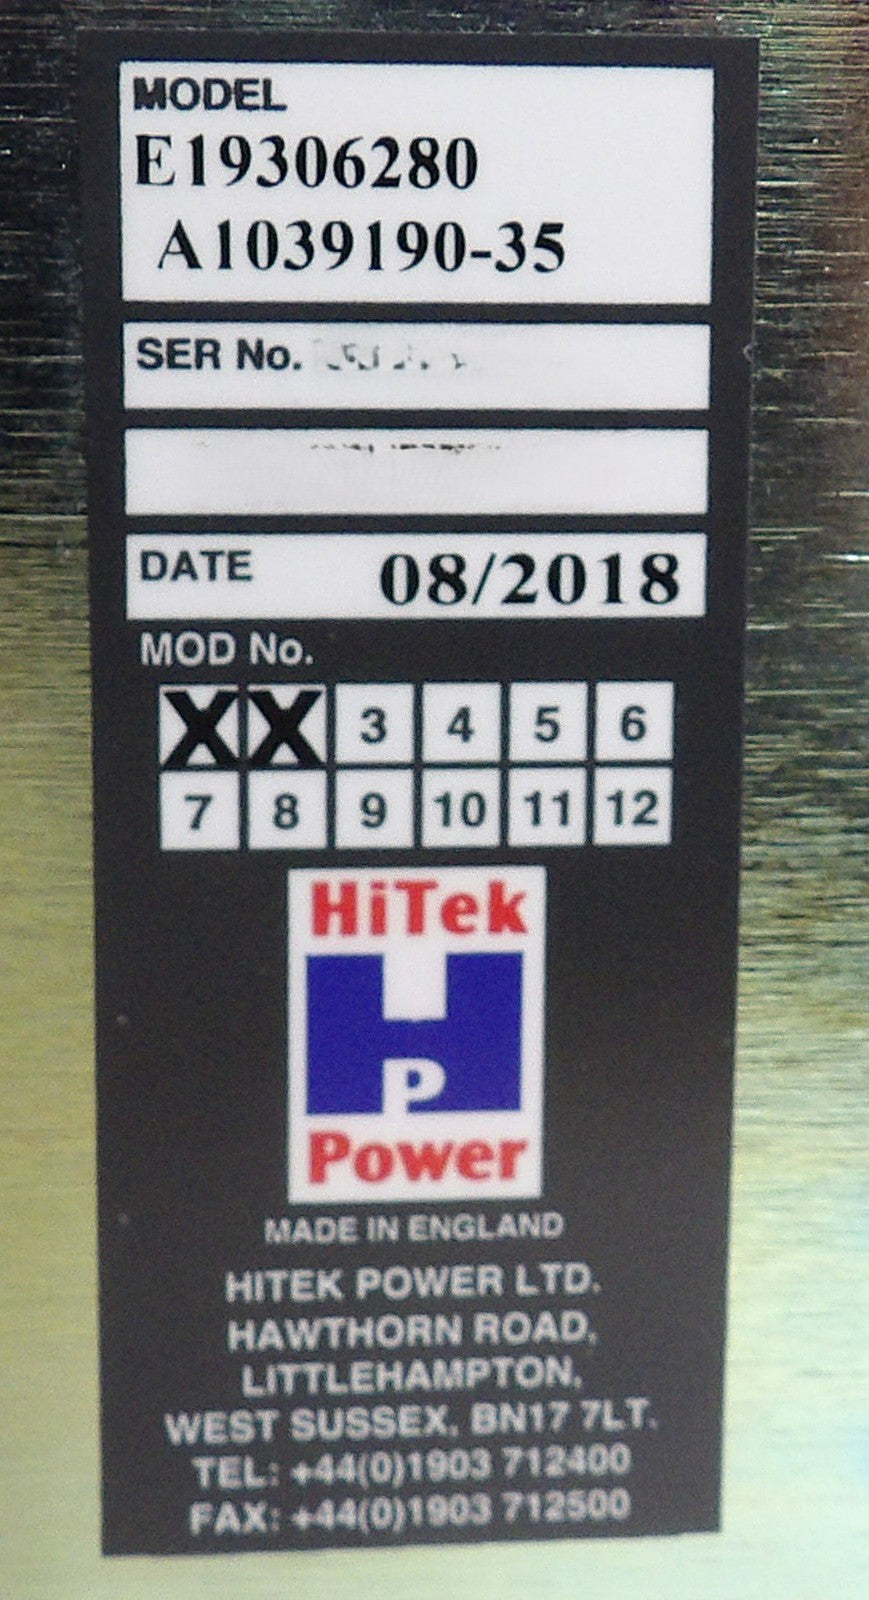 MODEL
E19306280
A1039190-35
SER No.
DATE 08/2018
MOD No.
X X 3 4 5 6
7 8 9 10 11 12
HiTek
HP
Power
MADE IN ENGLAND
HITEK POWER LTD.
HAWTHORN ROAD,
LITTLEHAMPTON,
WEST SUSSEX, BN17 7LT.
TEL: +44(0)1903 712400
FAX: +44(0)1903 712500